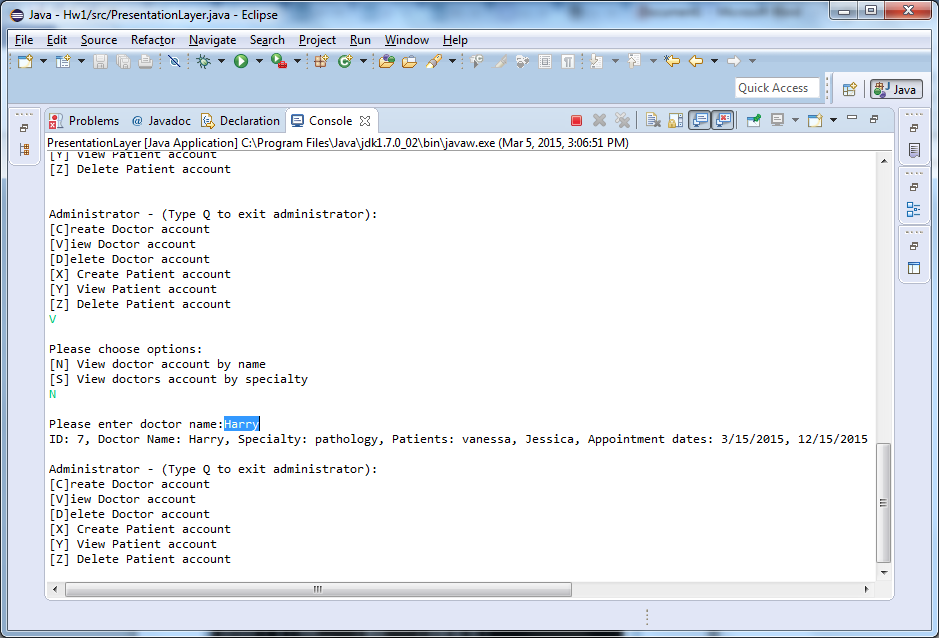 Java - Hw1/src/PresentationLayer.java - Eclipse
File Edit Source Refactor Navigate Search Project Run Window Help
Quick Access
Java
Problems @ Javadoc Declaration Console
PresentationLayer [Java Application] C:\Program Files\Java\jdk1.7.0_02\bin\javaw.exe (Mar 5, 2015, 3:06:51 PM)
[Y] View Patient account
[Z] Delete Patient account
Administrator - (Type Q to exit administrator):
[C]reate Doctor account
[V]iew Doctor account
[D]elete Doctor account
[X] Create Patient account
[Y] View Patient account
[Z] Delete Patient account
V
Please choose options:
[N] View doctor account by name
[S] View doctors account by specialty
N
Please enter doctor name:Harry
ID: 7, Doctor Name: Harry, Specialty: pathology, Patients: vanessa, Jessica, Appointment dates: 3/15/2015, 12/15/2015
Administrator - (Type Q to exit administrator):
[C]reate Doctor account
[V]iew Doctor account
[D]elete Doctor account
[X] Create Patient account
[Y] View Patient account
[Z] Delete Patient account